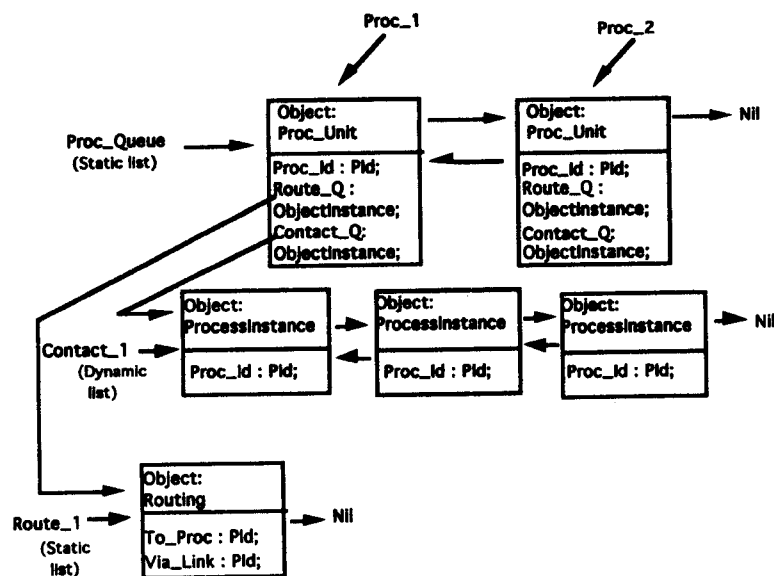 Proc_1
Proc_2
Object:
Proc_Unit
Object:
Proc_Unit
Nil
Proc_Queue
(Static list)
Proc_Id : PId;
Route_Q :
ObjectInstance;
Contact_Q:
ObjectInstance;
Proc_Id : PId;
Route_Q :
ObjectInstance;
Contact_Q:
ObjectInstance;
Object:
ProcessInstance
Object:
ProcessInstance
Object:
ProcessInstance
Nil
Contact_1
(Dynamic
list)
Proc_Id : PId;
Proc_Id : PId;
Proc_Id : PId;
Object:
Routing
Nil
Route_1
(Static
list)
To_Proc : PId;
Via_Link : PId;